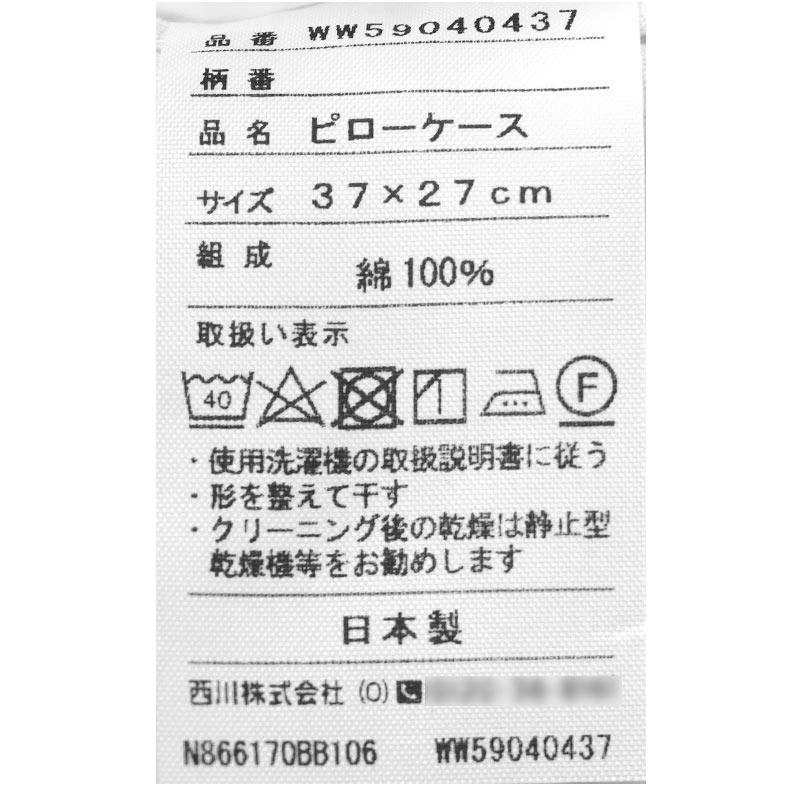 品番 WW59040437
柄番
品名 ピローケース
サイズ 37×27cm
組成
綿100%
取扱い表示
40 F
・使用洗濯機の取扱説明書に従う
・形を整えて干す
・クリーニング後の乾燥は静止型
乾燥機等をお勧めします
日本製
西川株式会社 (0)
N866170BB106 WW59040437